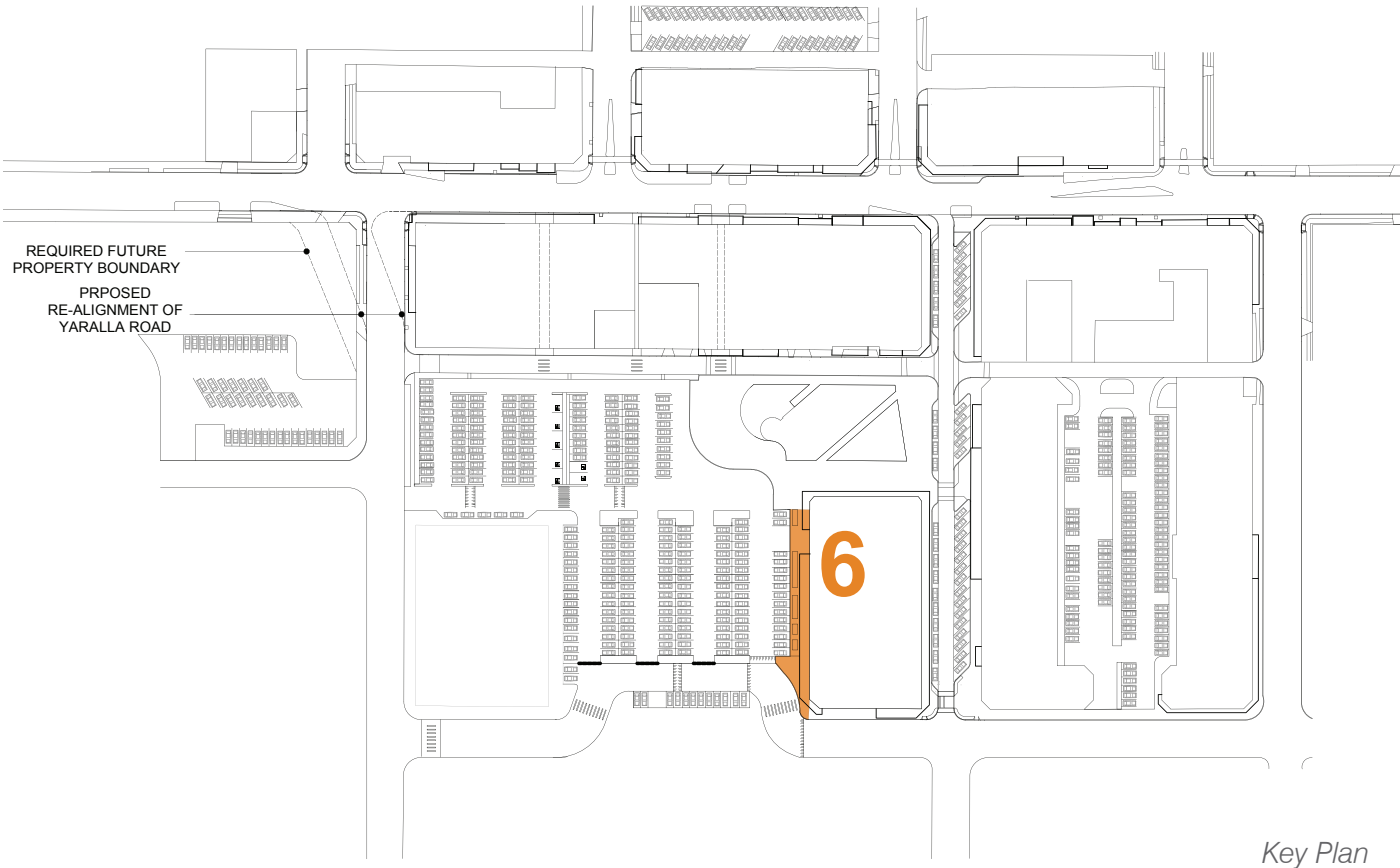 REQUIRED FUTURE
PROPERTY BOUNDARY
PRPOSED
RE-ALIGNMENT OF
YARALLA ROAD
6
Key Plan